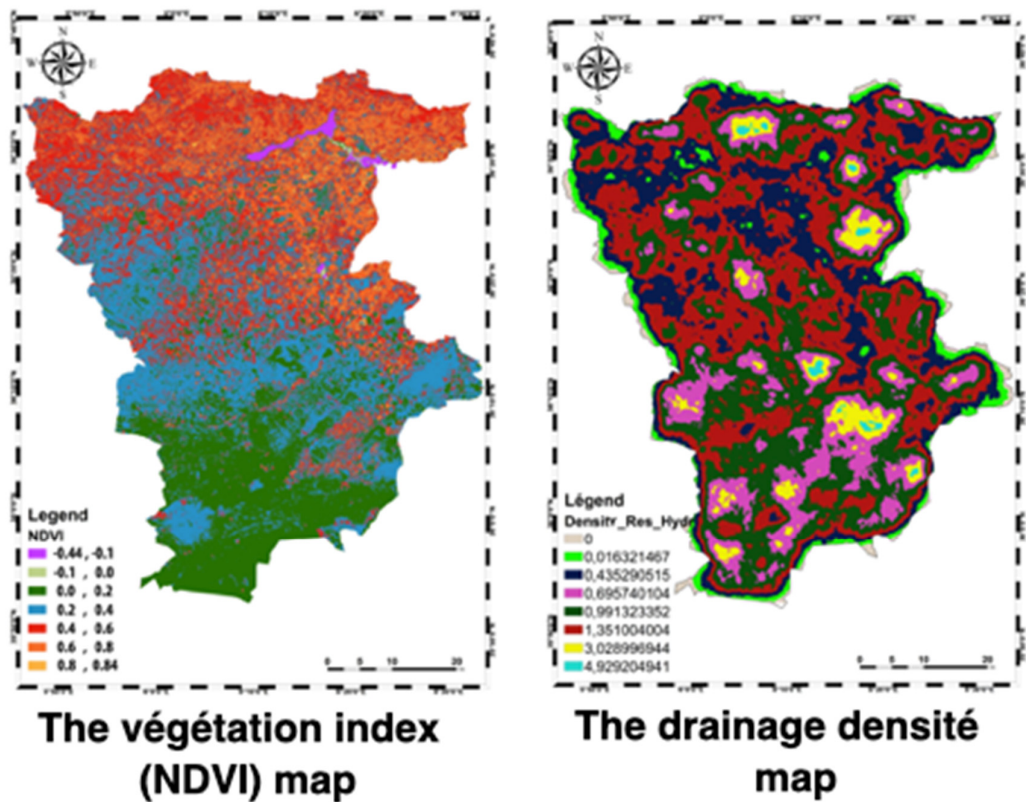 N
W E
S
Legend
NDVI
-0.44 , -0.1
-0.1 , 0.0
0.0 , 0.2
0.2 , 0.4
0.4 , 0.6
0.6 , 0.8
0.8 , 0.84
0 5 10 20
The végétation index
(NDVI) map
N
W E
S
Légend
Density_Res_Hydr
0
0,016321467
0,435290515
0,695740104
0,991323352
1,351004004
3,028996944
4,929204941
0 5 10 20
The drainage densité
map